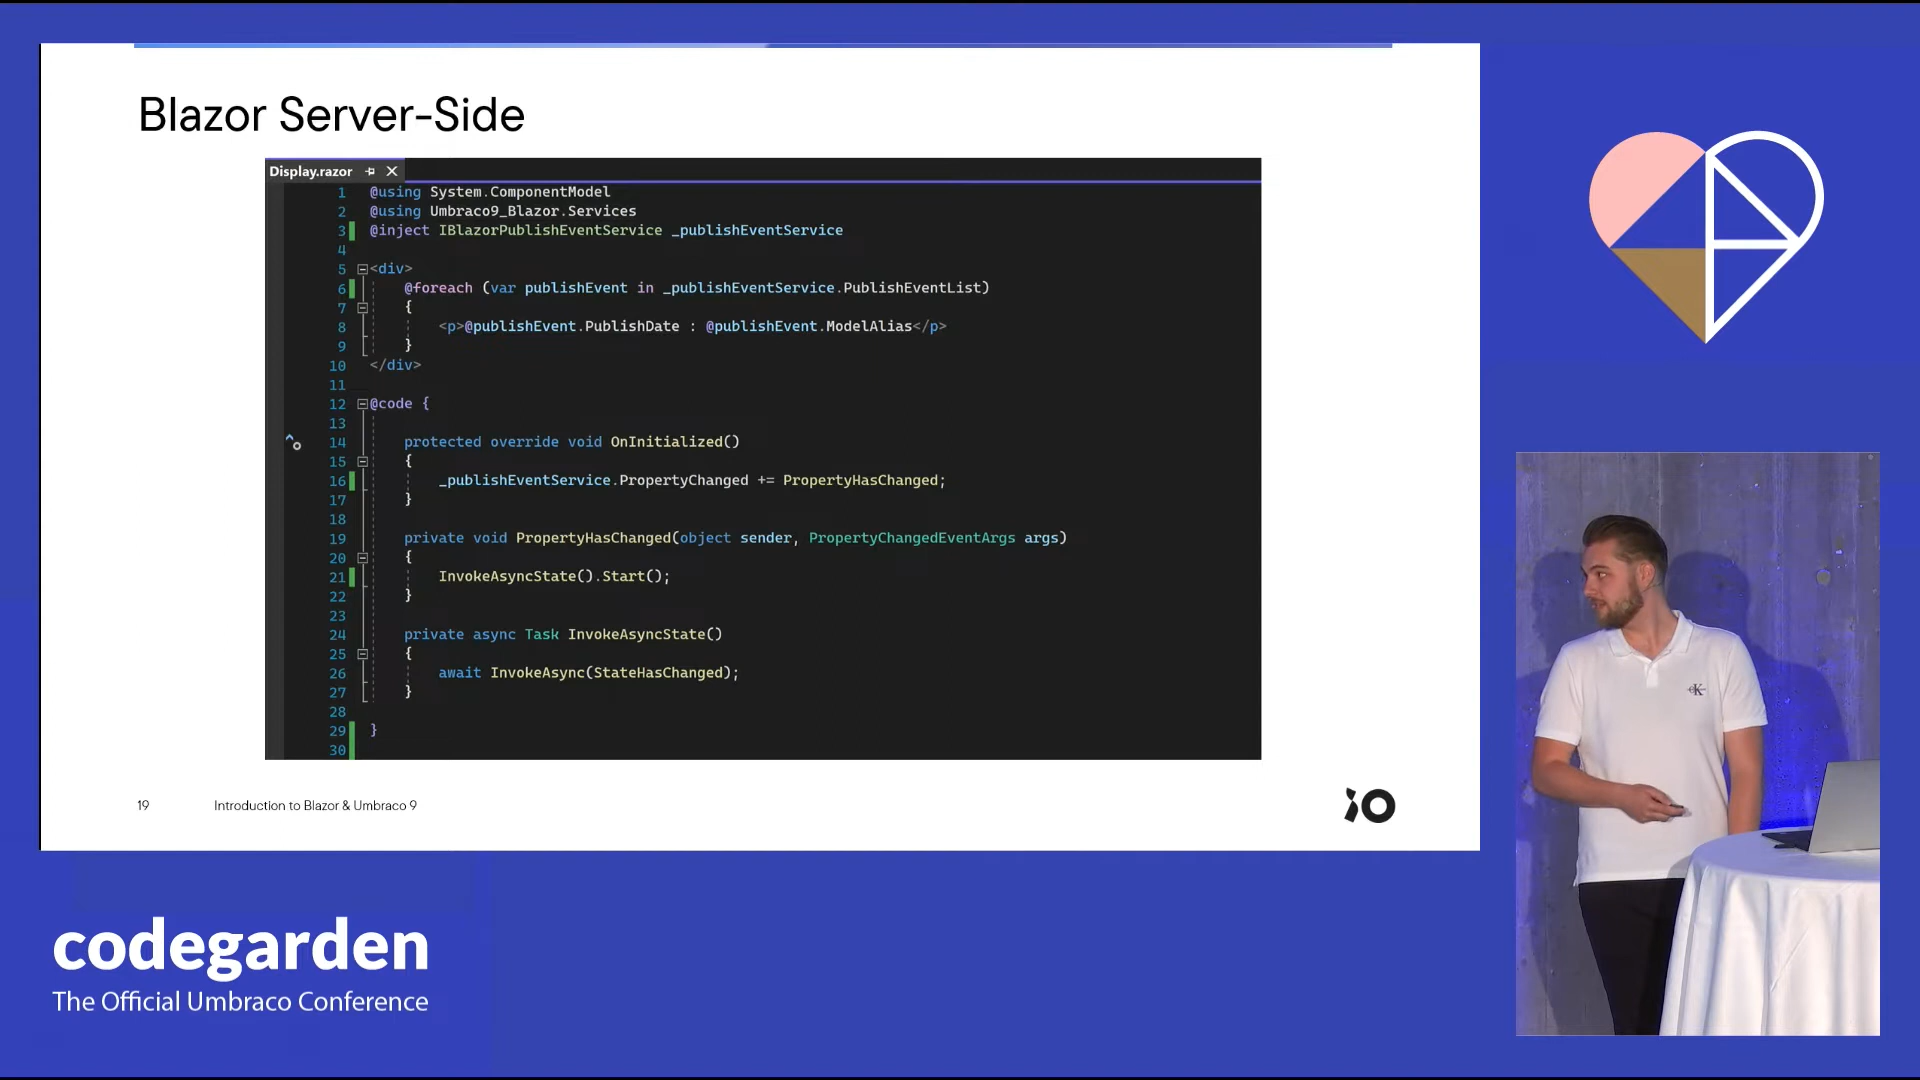 Blazor Server-Side
Display.razor
1 @using System.ComponentModel
2 @using Umbraco9_Blazor.Services
3 @inject IBlazorPublishEventService _publishEventService
4
5 <div>
6 @foreach (var publishEvent in _publishEventService.PublishEventList)
7 {
8 <p>@publishEvent.PublishDate : @publishEvent.ModelAlias</p>
9 }
10 </div>
11
12 @code {
13
14 protected override void OnInitialized()
15 {
16 _publishEventService.PropertyChanged += PropertyHasChanged;
17 }
18
19 private void PropertyHasChanged(object sender, PropertyChangedEventArgs args)
20 {
21 InvokeAsyncState().Start();
22 }
23
24 private async Task InvokeAsyncState()
25 {
26 await InvokeAsync(StateHasChanged);
27 }
28
29 }
30
19 Introduction to Blazor & Umbraco 9
iO
codegarden
The Official Umbraco Conference
cK